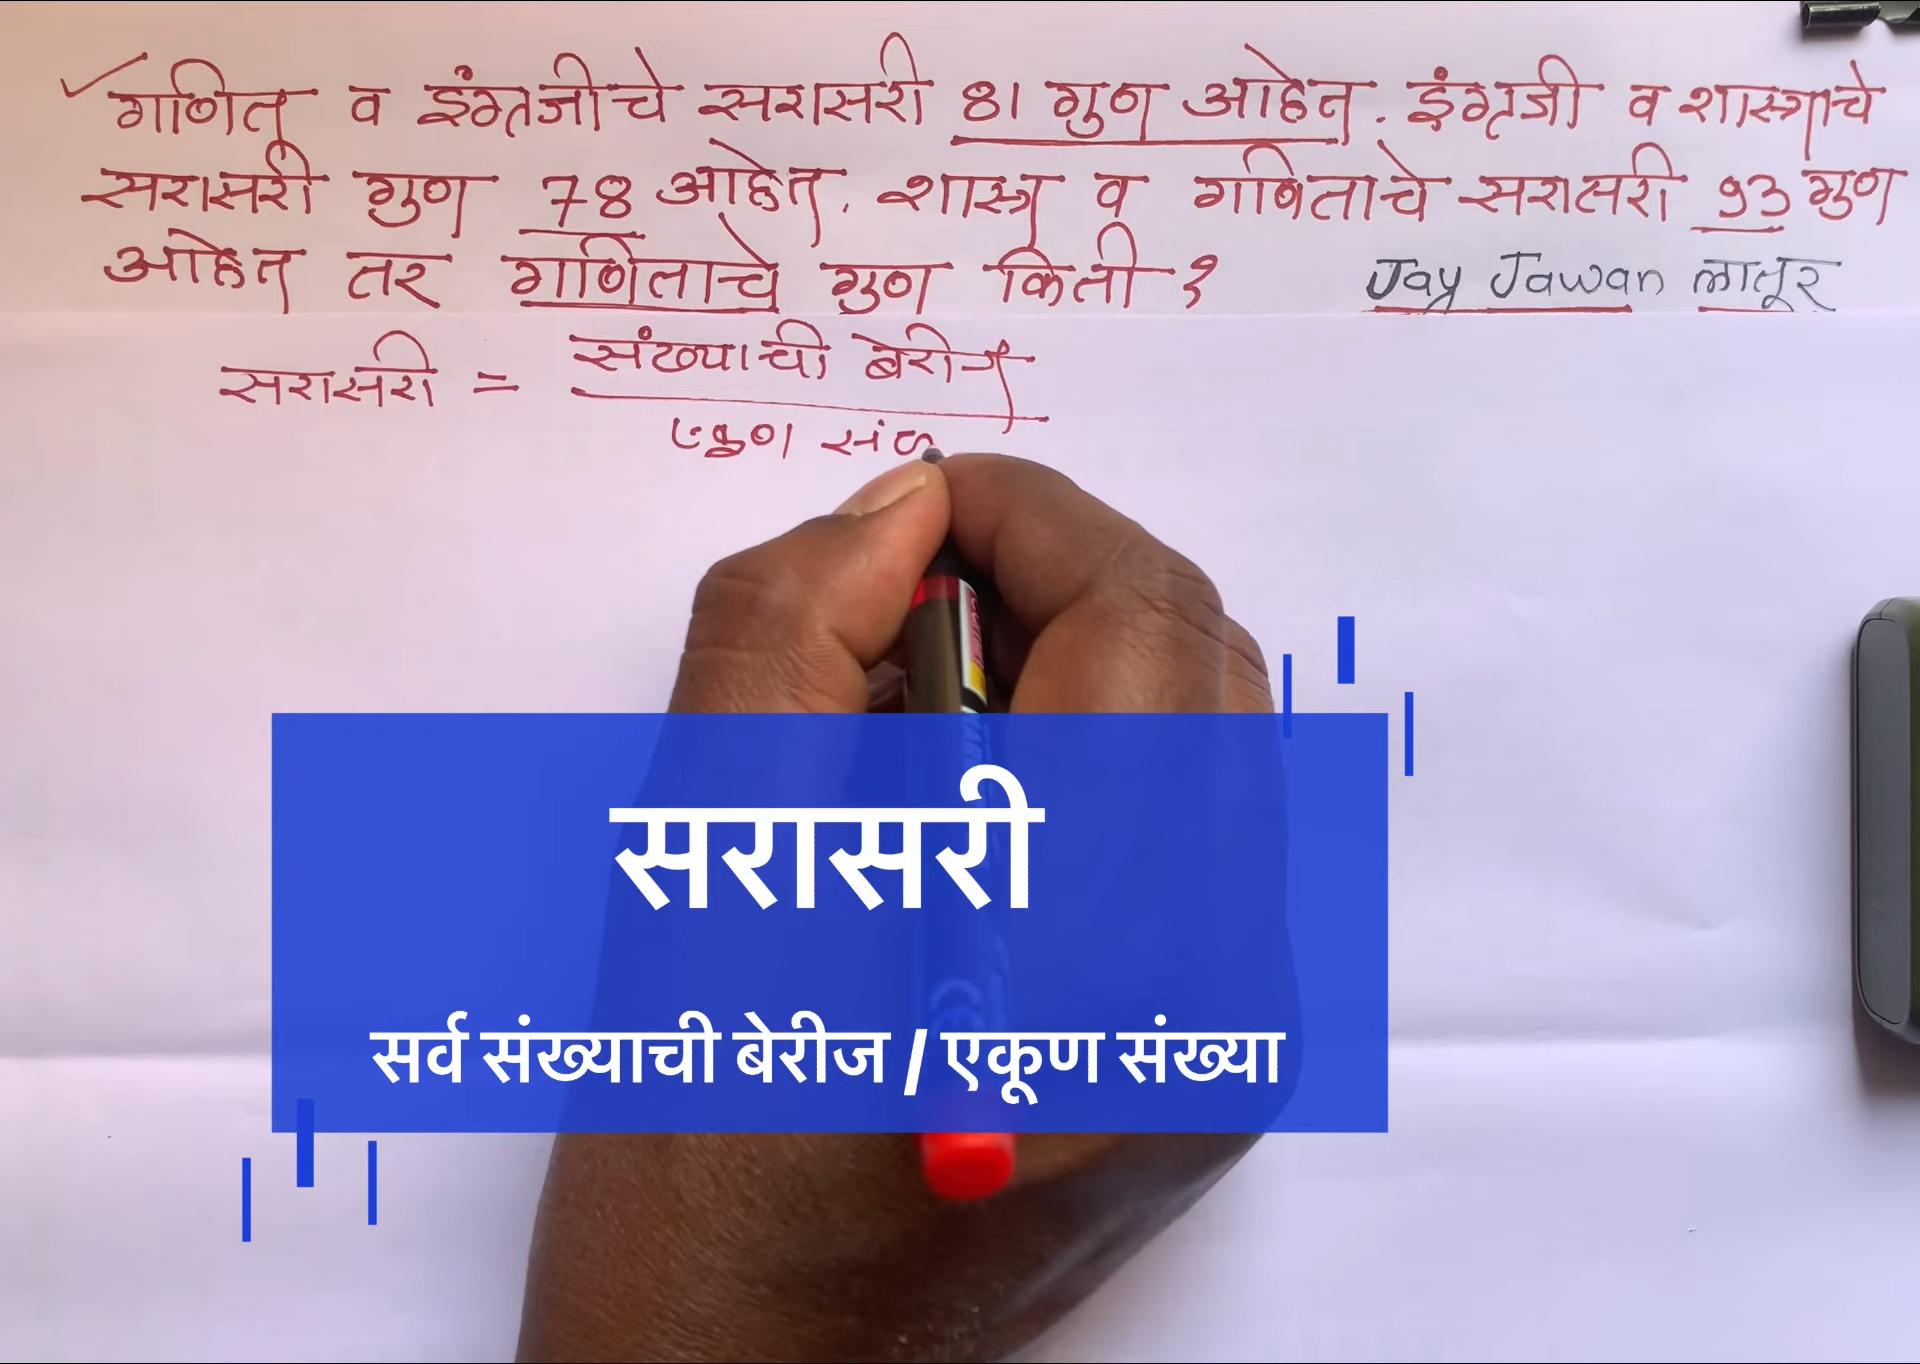 गणित व इंग्रजीचे सरासरी 81 गुण आहेत. इंग्रजी व शास्त्राचे
सरासरी गुण 78 आहेत. शास्त्र व गणिताचे सरासरी 93 गुण
आहेत तर गणिताचे गुण किती ?
Jay Jawan लातूर
सरासरी = संख्याची बेरीज
एकुण सं
सरासरी
सर्व संख्याची बेरीज / एकूण संख्या